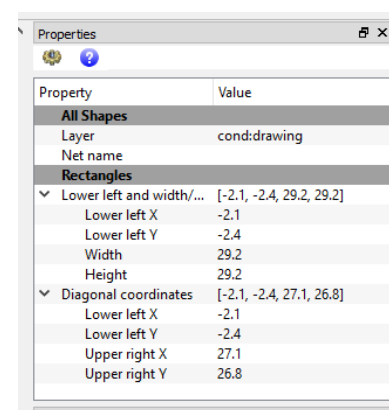 Properties
Property Value
All Shapes
Layer cond:drawing
Net name
Rectangles
Lower left and width/... [-2.1, -2.4, 29.2, 29.2]
Lower left X -2.1
Lower left Y -2.4
Width 29.2
Height 29.2
Diagonal coordinates [-2.1, -2.4, 27.1, 26.8]
Lower left X -2.1
Lower left Y -2.4
Upper right X 27.1
Upper right Y 26.8